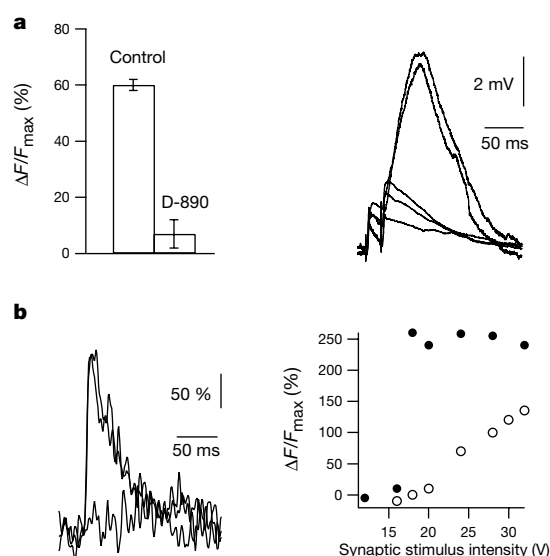 a
80
60
40
20
0
ΔF/Fmax (%)
Control
D-890
2 mV
50 ms
b
50 %
50 ms
250
200
150
100
50
0
ΔF/Fmax (%)
15
20
25
30
Synaptic stimulus intensity (V)